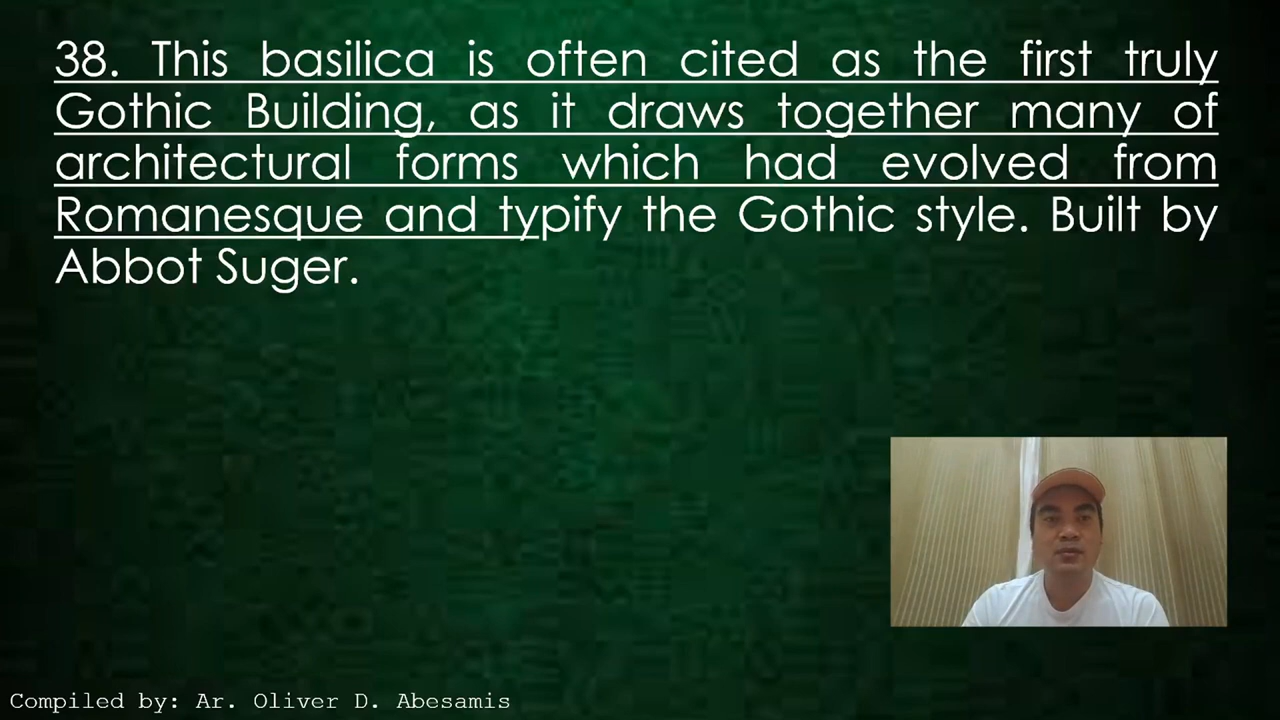 38. This basilica is often cited as the first truly
Gothic Building, as it draws together many of
architectural forms which had evolved from
Romanesque and typify the Gothic style. Built by
Abbot Suger.
Compiled by: Ar. Oliver D. Abesamis